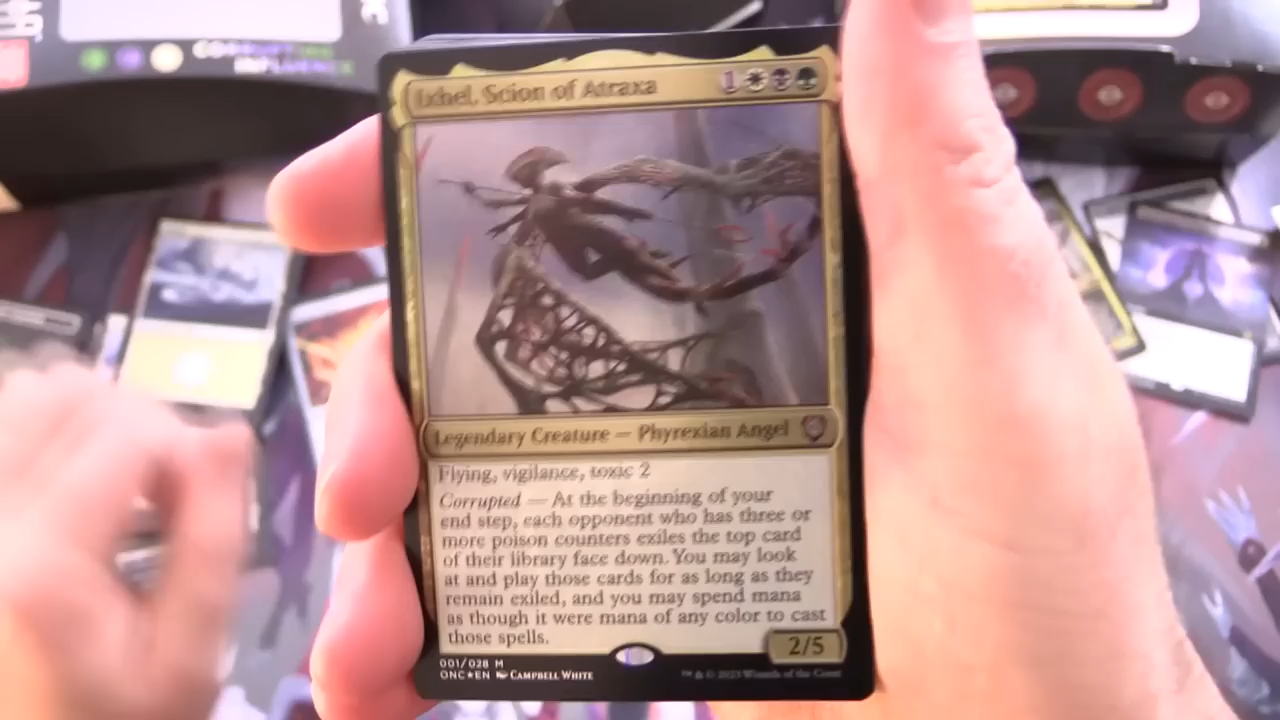 CORRUPTING
INFLUENCE
Ixhel, Scion of Atraxa 1
Legendary Creature — Phyrexian Angel
Flying, vigilance, toxic 2
Corrupted — At the beginning of your
end step, each opponent who has three or
more poison counters exiles the top card
of their library face down. You may look
at and play those cards for as long as they
remain exiled, and you may spend mana
as though it were mana of any color to cast
those spells.
2/5
001/028 M
ONC★EN CAMPBELL WHITE
™ & © 2023 Wizards of the Coast